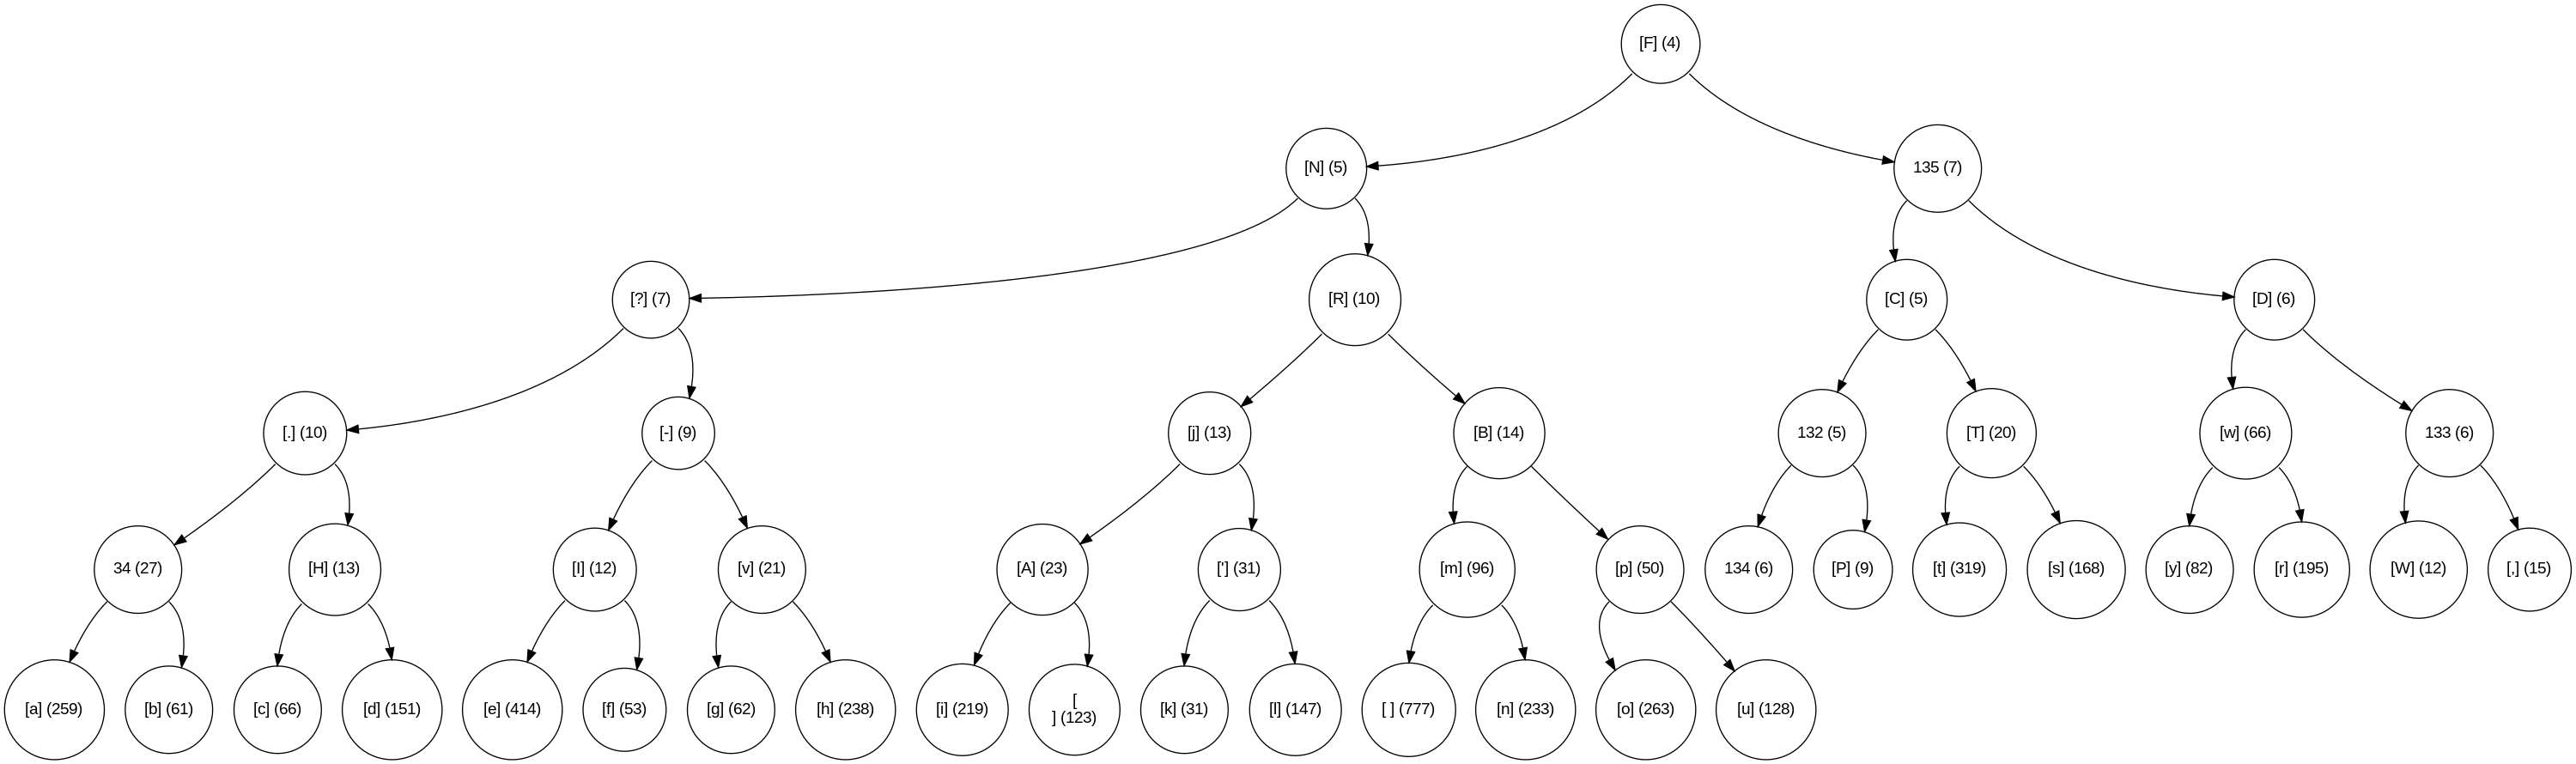 [F] (4)
[N] (5)
135 (7)
[?] (7)
[R] (10)
[C] (5)
[D] (6)
[.] (10)
[-] (9)
[j] (13)
[B] (14)
132 (5)
[T] (20)
[w] (66)
133 (6)
34 (27)
[H] (13)
[I] (12)
[v] (21)
[A] (23)
['] (31)
[m] (96)
[p] (50)
134 (6)
[P] (9)
[t] (319)
[s] (168)
[y] (82)
[r] (195)
[W] (12)
[,] (15)
[a] (259)
[b] (61)
[c] (66)
[d] (151)
[e] (414)
[f] (53)
[g] (62)
[h] (238)
[i] (219)
[
] (123)
[k] (31)
[l] (147)
[ ] (777)
[n] (233)
[o] (263)
[u] (128)